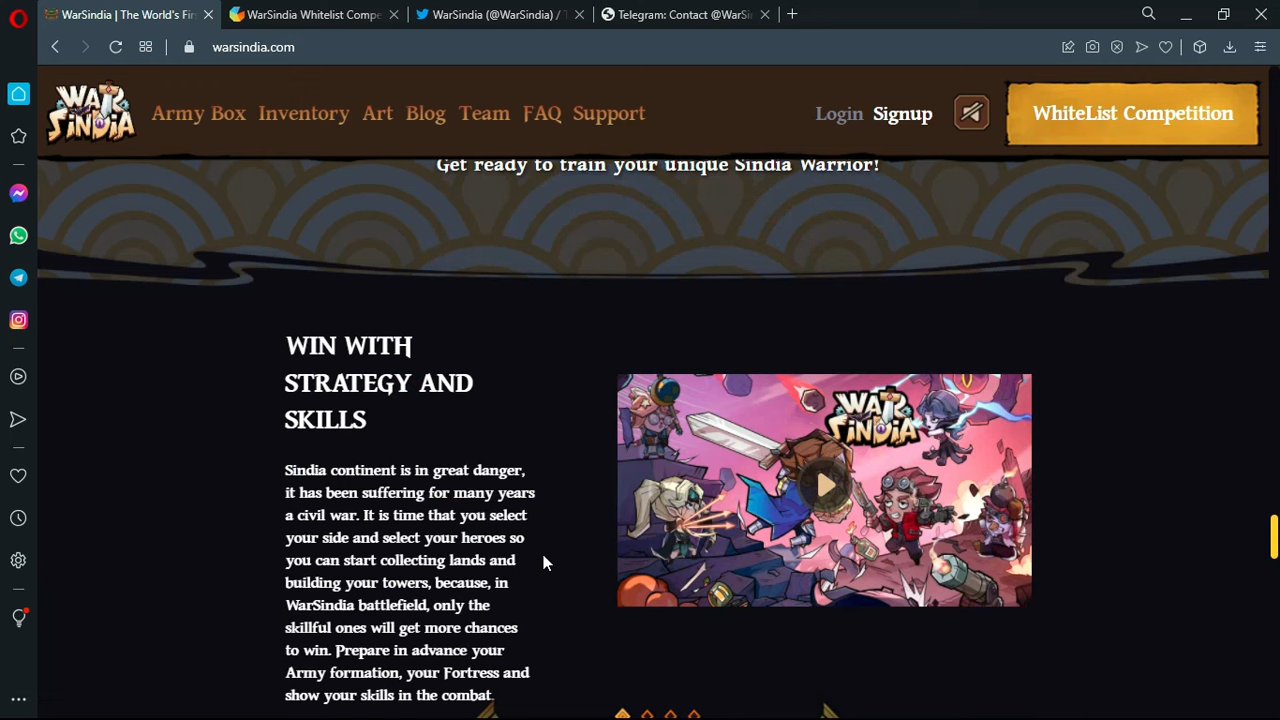 WarSindia | The World's Fir
WarSindia Whitelist Compe
WarSindia (@WarSindia) / T
Telegram: Contact @WarSi
warsindia.com
WAR SINDIA
Army Box Inventory Art Blog Team FAQ Support
Login Signup
WhiteList Competition
Get ready to train your unique Sindia Warrior!
WIN WITH
STRATEGY AND
SKILLS
Sindia continent is in great danger,
it has been suffering for many years
a civil war. It is time that you select
your side and select your heroes so
you can start collecting lands and
building your towers, because, in
WarSindia battlefield, only the
skillful ones will get more chances
to win. Prepare in advance your
Army formation, your Fortress and
show your skills in the combat.
WAR
SINDIA